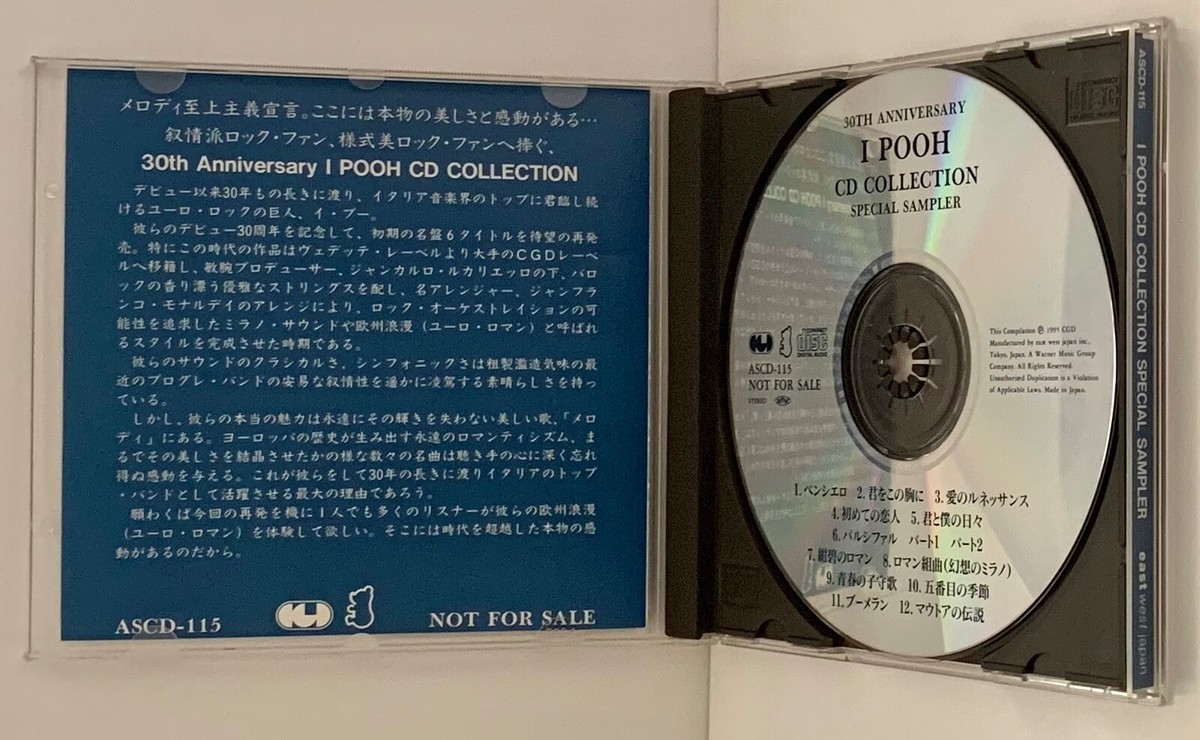 メロディ至上主義宣言。ここには本物の美しさと感動がある…
叙情派ロック・ファン、様式美ロック・ファンへ捧ぐ、
30th Anniversary I POOH CD COLLECTION
デビュー以来30年もの長きに渡り、イタリア音楽界のトップに君臨し続
けるユーロ・ロックの巨人、イ・プー。
彼らのデビュー30周年を記念して、初期の名盤6タイトルを待望の再発
売。特にこの時代の作品はヴェデッテ・レーベルより大手のCGDレーベ
ルへ移籍し、敏腕プロデューサー、ジャンカルロ・ルカリエッロの下、バロ
ックの香り漂う優雅なストリングスを配し、名アレンジャー、ジャンフラ
ンコ・モナルデイのアレンジにより、ロック・オーケストレイションの可
能性を追求したミラノ・サウンドや欧州浪漫（ユーロ・ロマン）と呼ばれ
るスタイルを完成させた時期である。
彼らのサウンドのクラシカルさ、シンフォニックさは粗製濫造気味の最
近のプログレ・バンドの安易な叙情性を遥かに凌駕する素晴らしさを持っ
ている。
しかし、彼らの本当の魅力は永遠にその輝きを失わない美しい歌、「メロ
ディ」にある。ヨーロッパの歴史が生み出す永遠のロマンティシズム、ま
るでその美しさを結晶させたかの様な数々の名曲は聴き手の心に深く忘れ
得ぬ感動を与える。これが彼らをして30年の長きに渡りイタリアのトップ
・バンドとして活躍させる最大の理由であろう。
願わくば今回の再発を機に1人でも多くのリスナーが彼らの欧州浪漫
（ユーロ・ロマン）を体験して欲しい。そこには時代を超越した本物の感
動があるのだから。
ASCD-115
NOT FOR SALE
30TH ANNIVERSARY
I POOH
CD COLLECTION
SPECIAL SAMPLER
COMPACT
disc
DIGITAL AUDIO
ASCD-115
NOT FOR SALE
STEREO
This Compilation ℗ 1995 CGD
Manufactured by east west japan inc.,
Tokyo, Japan. A Warner Music Group
Company. All Rights Reserved.
Unauthorized Duplication is a Violation
of Applicable Laws. Made in Japan.
1.ペンシエロ 2.君をこの胸に 3.愛のルネッサンス
4.初めての恋人 5.君と僕の日々
6.パルシファル パート1 パート2
7.紺碧のロマン 8.ロマン組曲(幻想のミラノ)
9.青春の子守歌 10.五番目の季節
11.ブーメラン 12.マウトアの伝説
COMPACT
disc
ASCD-115 I POOH CD COLLECTION SPECIAL SAMPLER east west japan